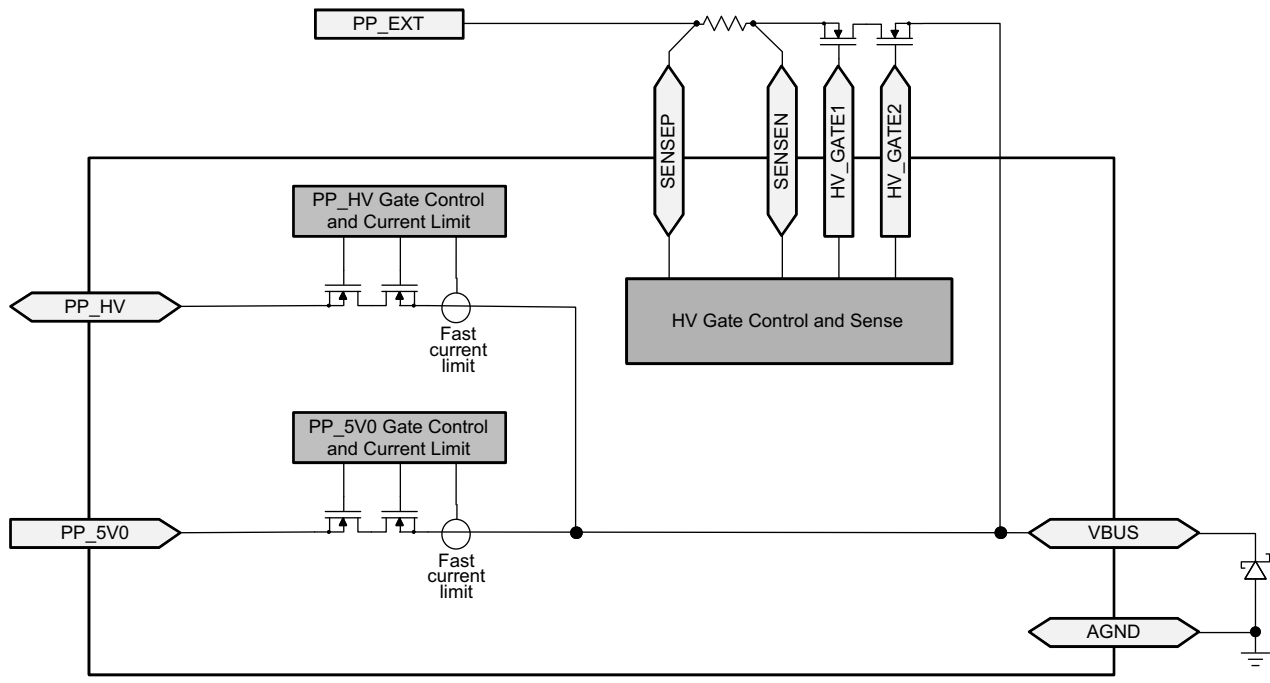 PP_EXT
SENSEP
SENSEN
HV_GATE1
HV_GATE2
PP_HV Gate Control
and Current Limit
PP_HV
Fast
current
limit
HV Gate Control and Sense
PP_5V0 Gate Control
and Current Limit
PP_5V0
Fast
current
limit
VBUS
AGND